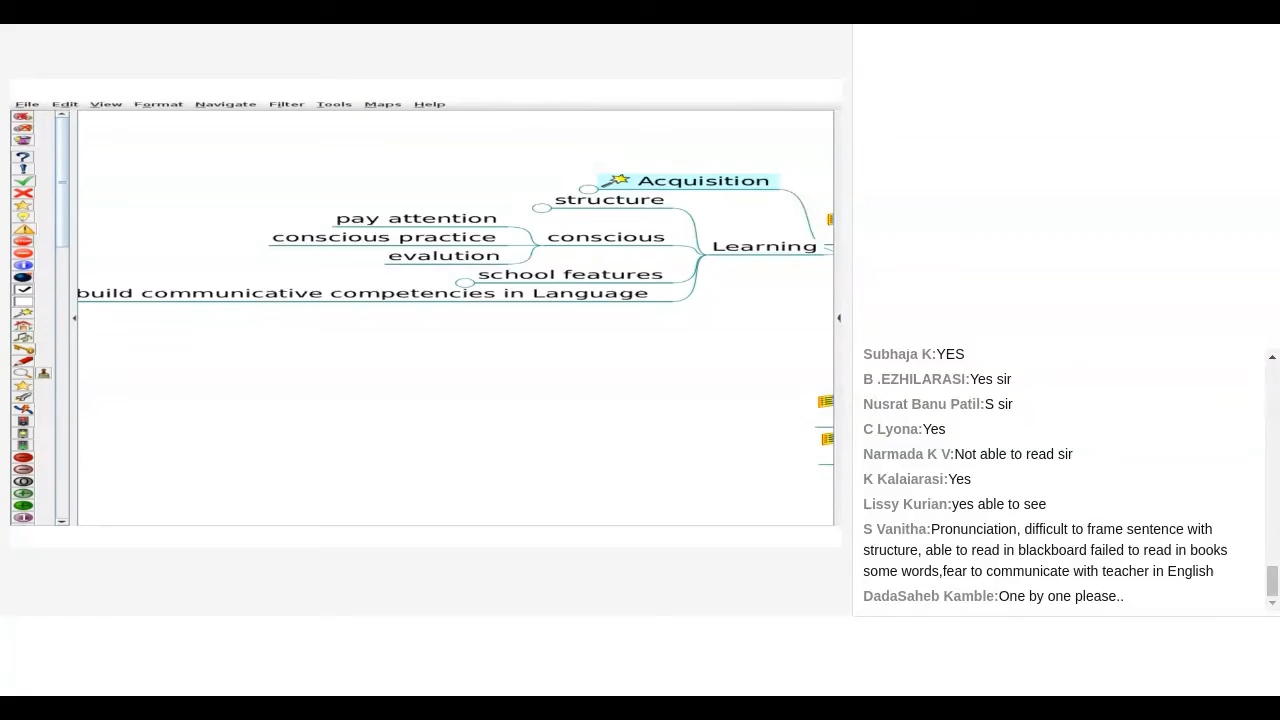 File Edit View Format Navigate Filter Tools Maps Help
Acquisition
structure
pay attention
conscious practice
conscious
Learning
evalution
school features
build communicative competencies in Language
Subhaja K:YES
B .EZHILARASI:Yes sir
Nusrat Banu Patil:S sir
C Lyona:Yes
Narmada K V:Not able to read sir
K Kalaiarasi:Yes
Lissy Kurian:yes able to see
S Vanitha:Pronunciation, difficult to frame sentence with
structure, able to read in blackboard failed to read in books
some words,fear to communicate with teacher in English
DadaSaheb Kamble:One by one please..